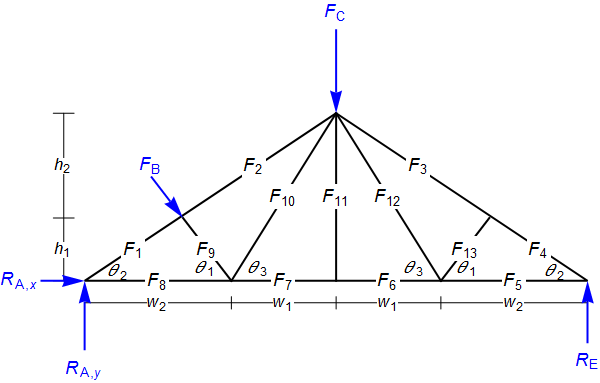 F_C
h_2
F_B
F_2
F_3
F_10
F_11
F_12
h_1
F_1
F_9
F_13
F_4
R_A,x
θ_2
θ_1
θ_3
θ_3
θ_1
θ_2
F_8
F_7
F_6
F_5
w_2
w_1
w_1
w_2
R_A,y
R_E